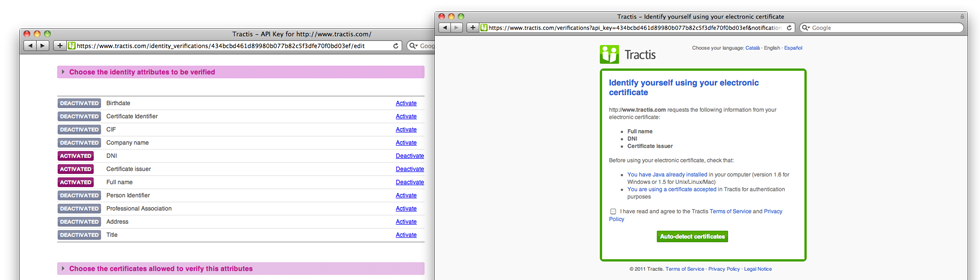 Tractis – API Key for http://www.tractis.com/
https://www.tractis.com/identity_verifications/434bcbd461d89980b077b82c5f3dfe70f0bd03ef/edit
Goog
Choose the identity attributes to be verified
DEACTIVATED Birthdate Activate
DEACTIVATED Certificate Identifier Activate
DEACTIVATED CIF Activate
DEACTIVATED Company name Activate
ACTIVATED DNI Deactivate
ACTIVATED Certificate issuer Deactivate
ACTIVATED Full name Deactivate
DEACTIVATED Person Identifier Activate
DEACTIVATED Professional Association Activate
DEACTIVATED Address Activate
DEACTIVATED Title Activate
Choose the certificates allowed to verify this attributes
Tractis – Identify yourself using your electronic certificate
https://www.tractis.com/verifications?api_key=434bcbd461d89980b077b82c5f3dfe70f0bd03ef&notification
Google
Tractis
Choose your language: Català · English · Español
Identify yourself using your electronic
certificate
http://www.tractis.com requests the following information from your
electronic certificate:
• Full name
• DNI
• Certificate issuer
Before using your electronic certificate, check that:
• You have Java already installed in your computer (version 1.6 for
Windows or 1.5 for Unix/Linux/Mac)
• You are using a certificate accepted in Tractis for authentication
purposes
I have read and agree to the Tractis Terms of Service and Privacy
Policy
Auto-detect certificates
© 2011 Tractis. Terms of Service · Privacy Policy · Legal Notice